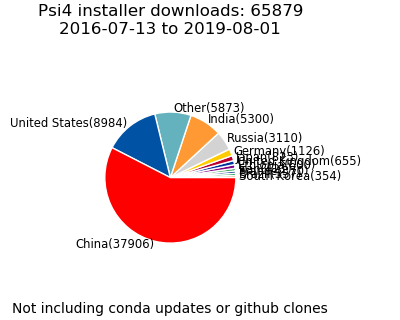 Psi4 installer downloads: 65879
2016-07-13 to 2019-08-01
Other(5873)
India(5300)
United States(8984)
Russia(3110)
Germany(1126)
United Kingdom(655)
South Korea(354)
China(37906)
Not including conda updates or github clones